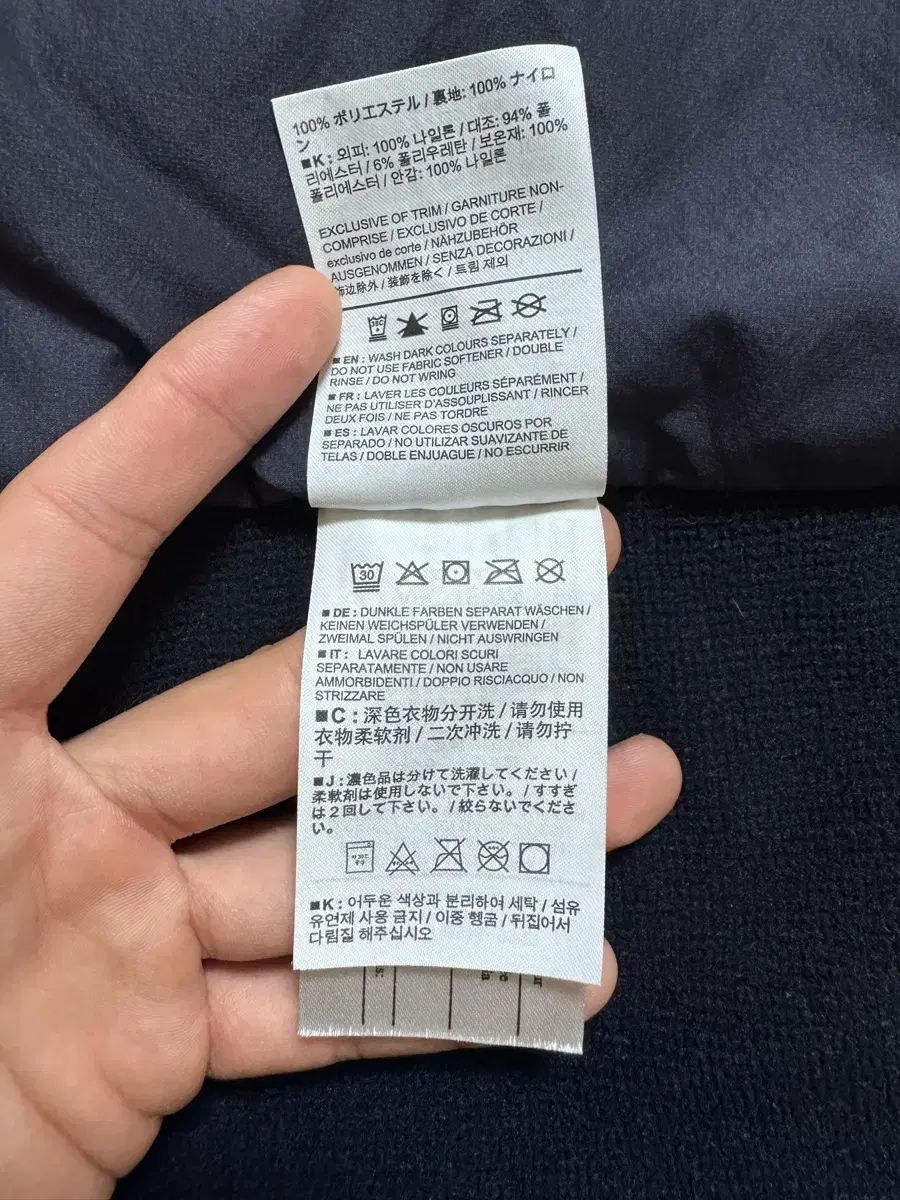 100% ポリエステル / 裏地: 100% ナイロ
ン
■K : 외피: 100% 나일론 / 대조: 94% 폴
리에스터 / 6% 폴리우레탄 / 보온재: 100%
폴리에스터 / 안감: 100% 나일론
EXCLUSIVE OF TRIM / GARNITURE NON-
COMPRISE / EXCLUSIVO DE CORTE /
exclusivo de corte / NÄHZUBEHÖR
AUSGENOMMEN / SENZA DECORAZIONI /
饰边除外 / 装飾を除く / 트림 제외
30C
■ EN : WASH DARK COLOURS SEPARATELY /
DO NOT USE FABRIC SOFTENER / DOUBLE
RINSE / DO NOT WRING
■ FR : LAVER LES COULEURS SÉPARÉMENT /
NE PAS UTILISER D'ASSOUPLISSANT / RINCER
DEUX FOIS / NE PAS TORDRE
■ ES : LAVAR COLORES OSCUROS POR
SEPARADO / NO UTILIZAR SUAVIZANTE DE
TELAS / DOBLE ENJUAGUE / NO ESCURRIR
30
■ DE : DUNKLE FARBEN SEPARAT WÄSCHEN /
KEINEN WEICHSPÜLER VERWENDEN /
ZWEIMAL SPÜLEN / NICHT AUSWRINGEN
■ IT : LAVARE COLORI SCURI
SEPARATAMENTE / NON USARE
AMMORBIDENTI / DOPPIO RISCIACQUO / NON
STRIZZARE
■C : 深色衣物分开洗 / 请勿使用
衣物柔软剂 / 二次冲洗 / 请勿拧
干
■J : 濃色品は分けて洗濯してください /
柔軟剤は使用しないで下さい。 / すすぎ
は２回して下さい。 / 絞らないでくださ
い。
■K : 어두운 색상과 분리하여 세탁 / 섬유
유연제 사용 금지 / 이중 헹굼 / 뒤집어서
다림질 해주십시오